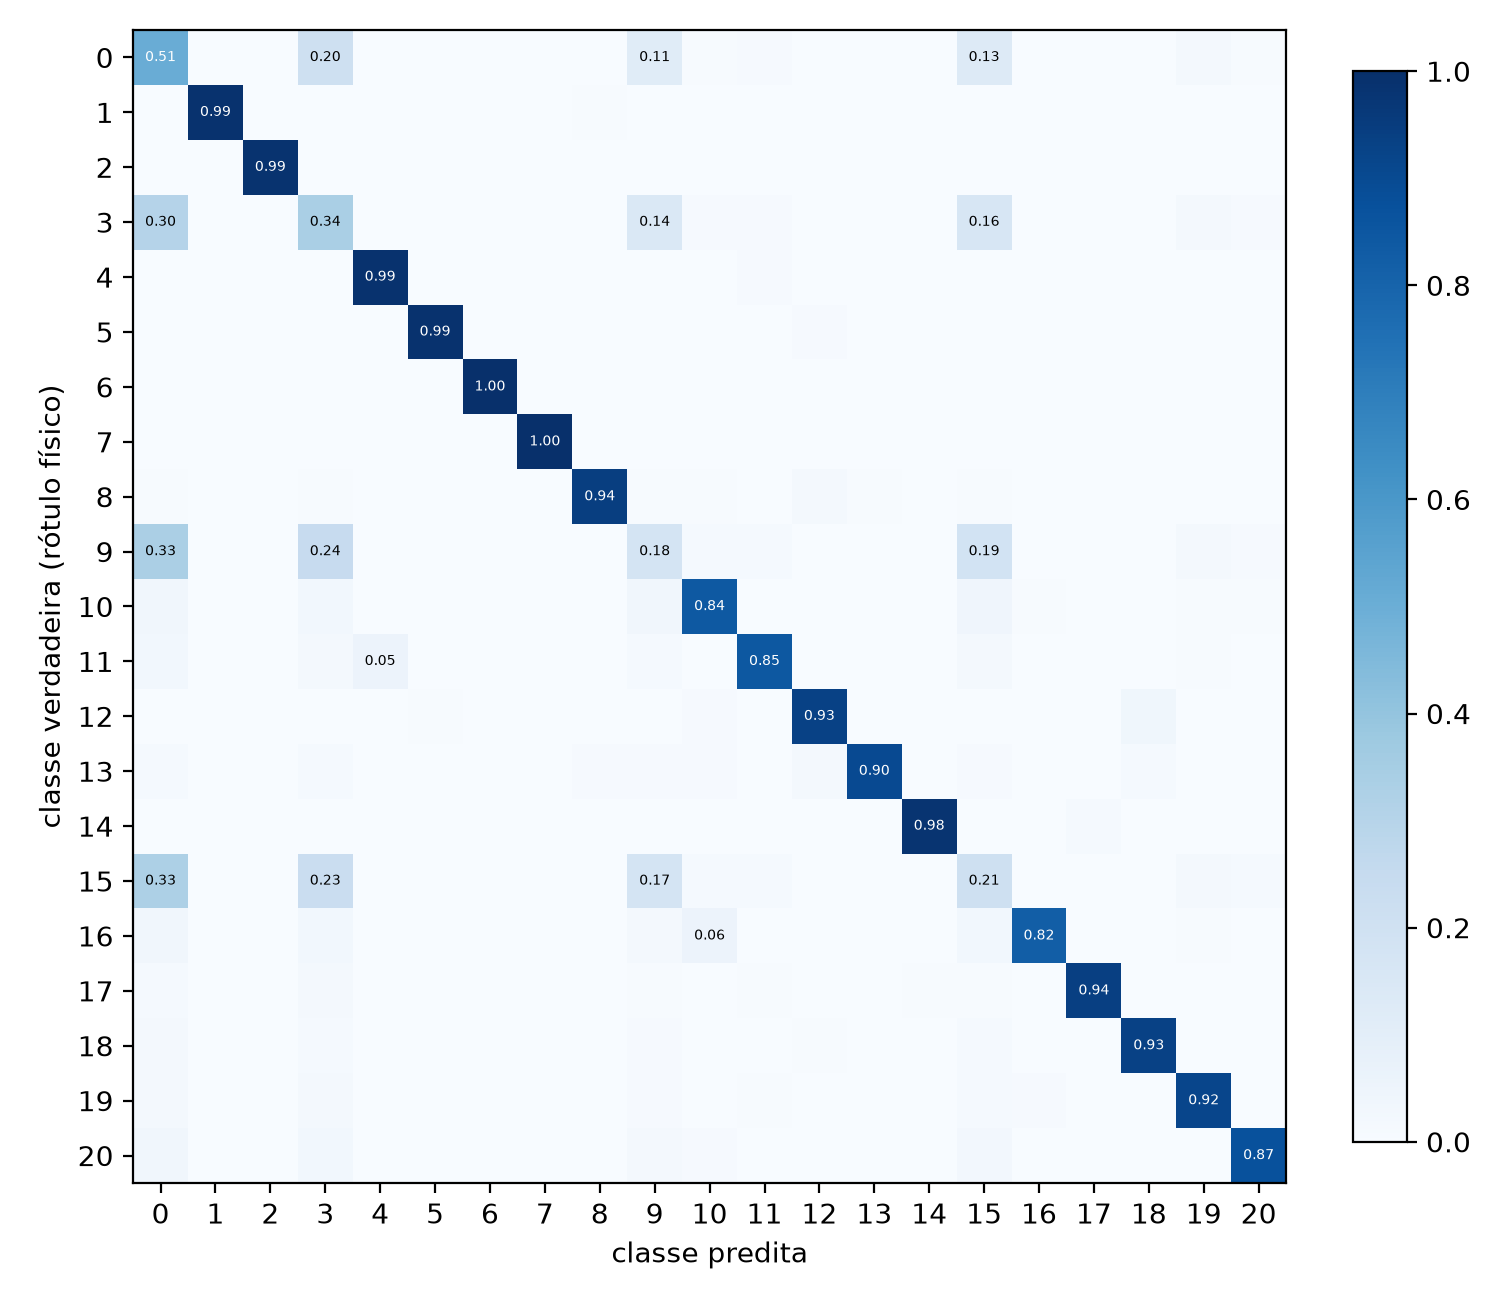 0 0.51 0.20 0.11 0.13
1 0.99
2 0.99
3 0.30 0.34 0.14 0.16
4 0.99
5 0.99
6 1.00
7 1.00
8 0.94
9 0.33 0.24 0.18 0.19
10 0.84
11 0.05 0.85
12 0.93
13 0.90
14 0.98
15 0.33 0.23 0.17 0.21
16 0.06 0.82
17 0.94
18 0.93
19 0.92
20 0.87
0 1 2 3 4 5 6 7 8 9 10 11 12 13 14 15 16 17 18 19 20
classe predita
classe verdadeira (rótulo físico)
1.0
0.8
0.6
0.4
0.2
0.0